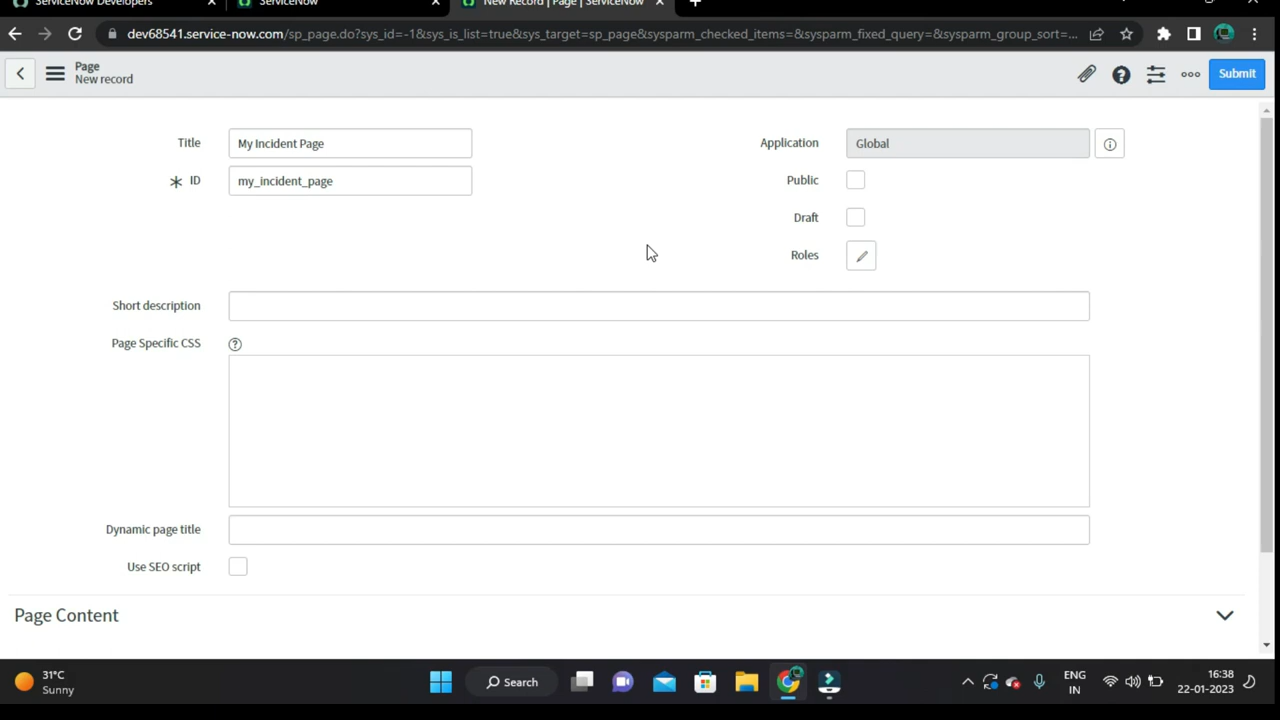 ServiceNow Developers
ServiceNow
New Record | Page | ServiceNow
dev68541.service-now.com/sp_page.do?sys_id=-1&sys_is_list=true&sys_target=sp_page&sysparm_checked_items=&sysparm_fixed_query=&sysparm_group_sort=...
Page
New record
Submit
Title
My Incident Page
Application
Global
ID
my_incident_page
Public
Draft
Roles
Short description
Page Specific CSS
Dynamic page title
Use SEO script
Page Content
31°C
Sunny
Search
ENG
IN
16:38
22-01-2023